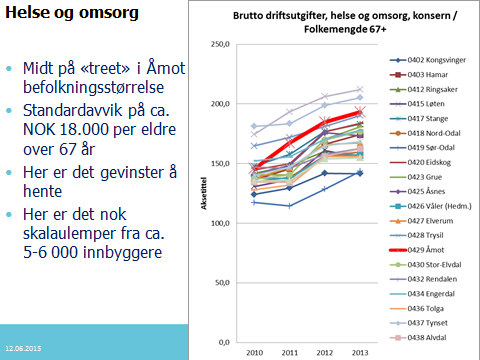 Helse og omsorg
• Midt på «treet» i Åmot
befolkningsstørrelse
• Standardavvik på ca.
NOK 18.000 per eldre
over 67 år
• Her er det gevinster å
hente
• Her er det nok
skalaulemper fra ca.
5-6 000 innbyggere
12.06.2015
Brutto driftsutgifter, helse og omsorg, konsern /
Folkemengde 67+
Aksetittel
250,0
200,0
150,0
100,0
50,0
0,0
2010 2011 2012 2013
0402 Kongsvinger
0403 Hamar
0412 Ringsaker
0415 Løten
0417 Stange
0418 Nord-Odal
0419 Sør-Odal
0420 Eidskog
0423 Grue
0425 Åsnes
0426 Våler (Hedm.)
0427 Elverum
0428 Trysil
0429 Åmot
0430 Stor-Elvdal
0432 Rendalen
0434 Engerdal
0436 Tolga
0437 Tynset
0438 Alvdal